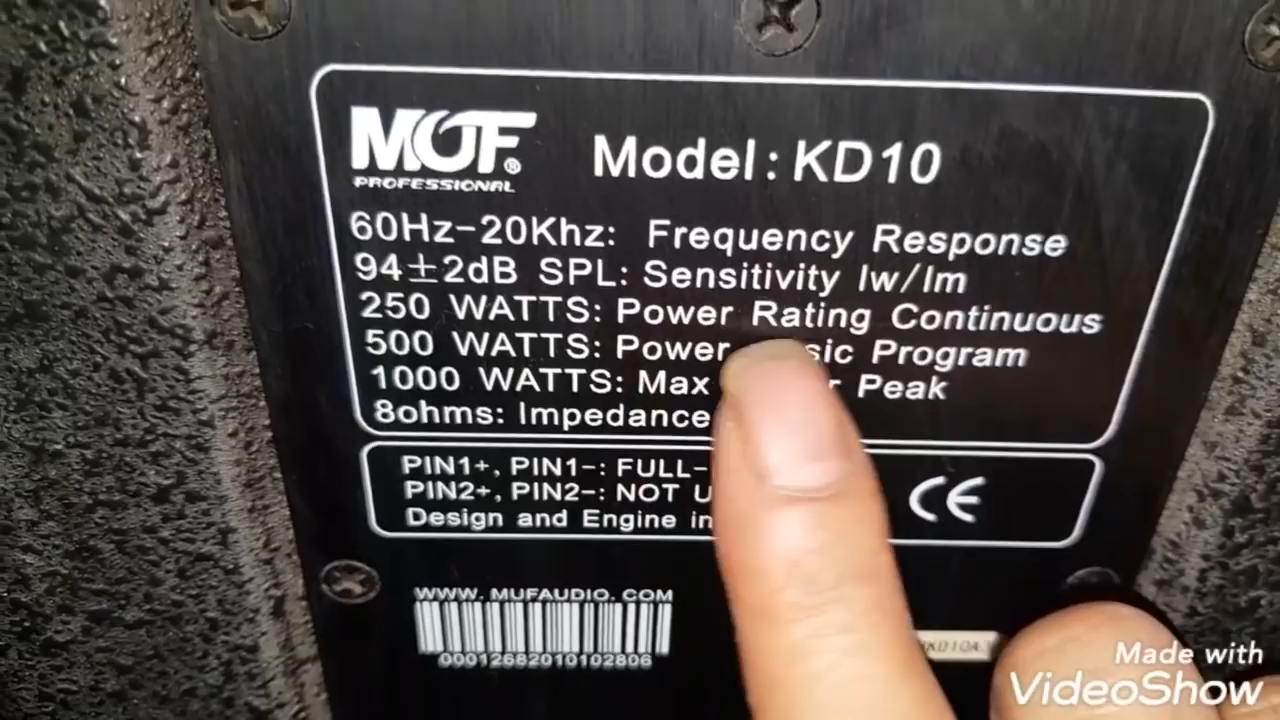 MUF®
PROFESSIONAL
Model: KD10
60Hz-20Khz: Frequency Response
94±2dB SPL: Sensitivity lw/lm
250 WATTS: Power Rating Continuous
500 WATTS: Power Program
1000 WATTS: Max Peak
8ohms: Impedance
PIN1+, PIN1-: FULL-
PIN2+, PIN2-: NOT
Design and Engine in
CE
WWW. MUFAUDIO. COM
00012682010102806
Made with
VideoShow